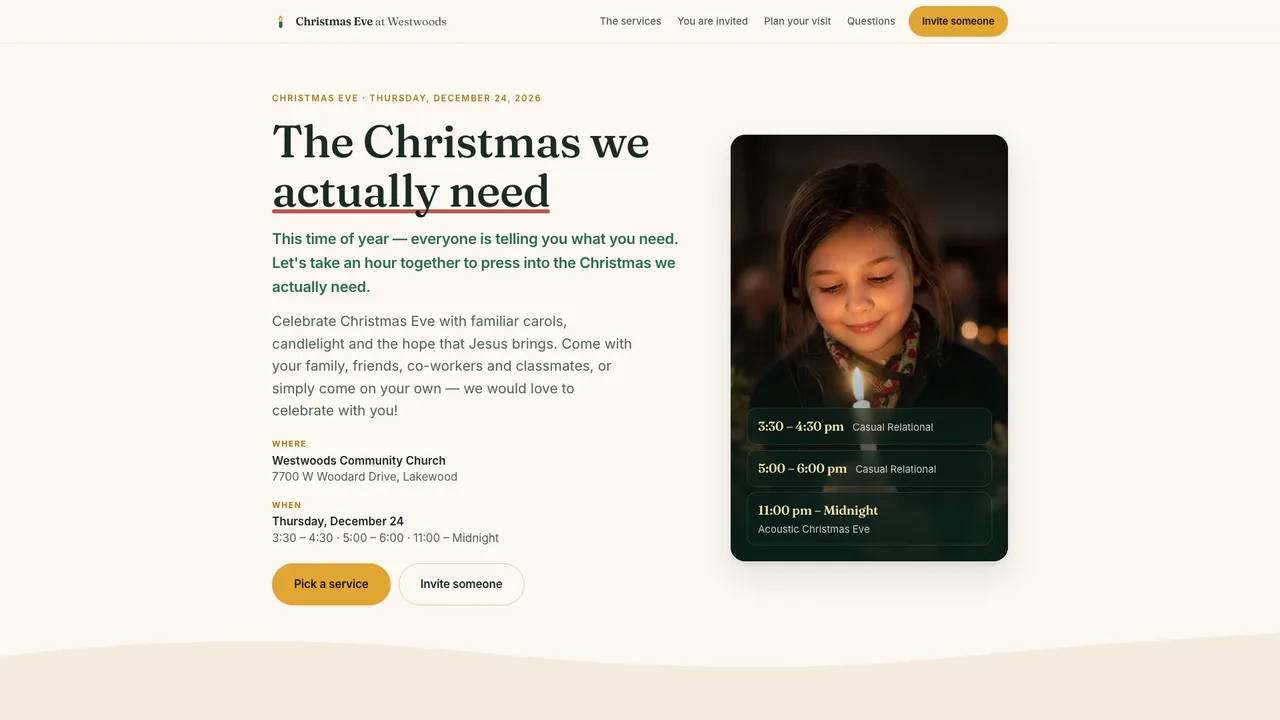 Christmas Eve at Westwoods
The services
You are invited
Plan your visit
Questions
Invite someone
CHRISTMAS EVE · THURSDAY, DECEMBER 24, 2026
The Christmas we
actually need
This time of year — everyone is telling you what you need.
Let's take an hour together to press into the Christmas we
actually need.
Celebrate Christmas Eve with familiar carols,
candlelight and the hope that Jesus brings. Come with
your family, friends, co-workers and classmates, or
simply come on your own — we would love to
celebrate with you!
WHERE
Westwoods Community Church
7700 W Woodard Drive, Lakewood
WHEN
Thursday, December 24
3:30 – 4:30 · 5:00 – 6:00 · 11:00 – Midnight
Pick a service
Invite someone
3:30 – 4:30 pm Casual Relational
5:00 – 6:00 pm Casual Relational
11:00 pm – Midnight
Acoustic Christmas Eve